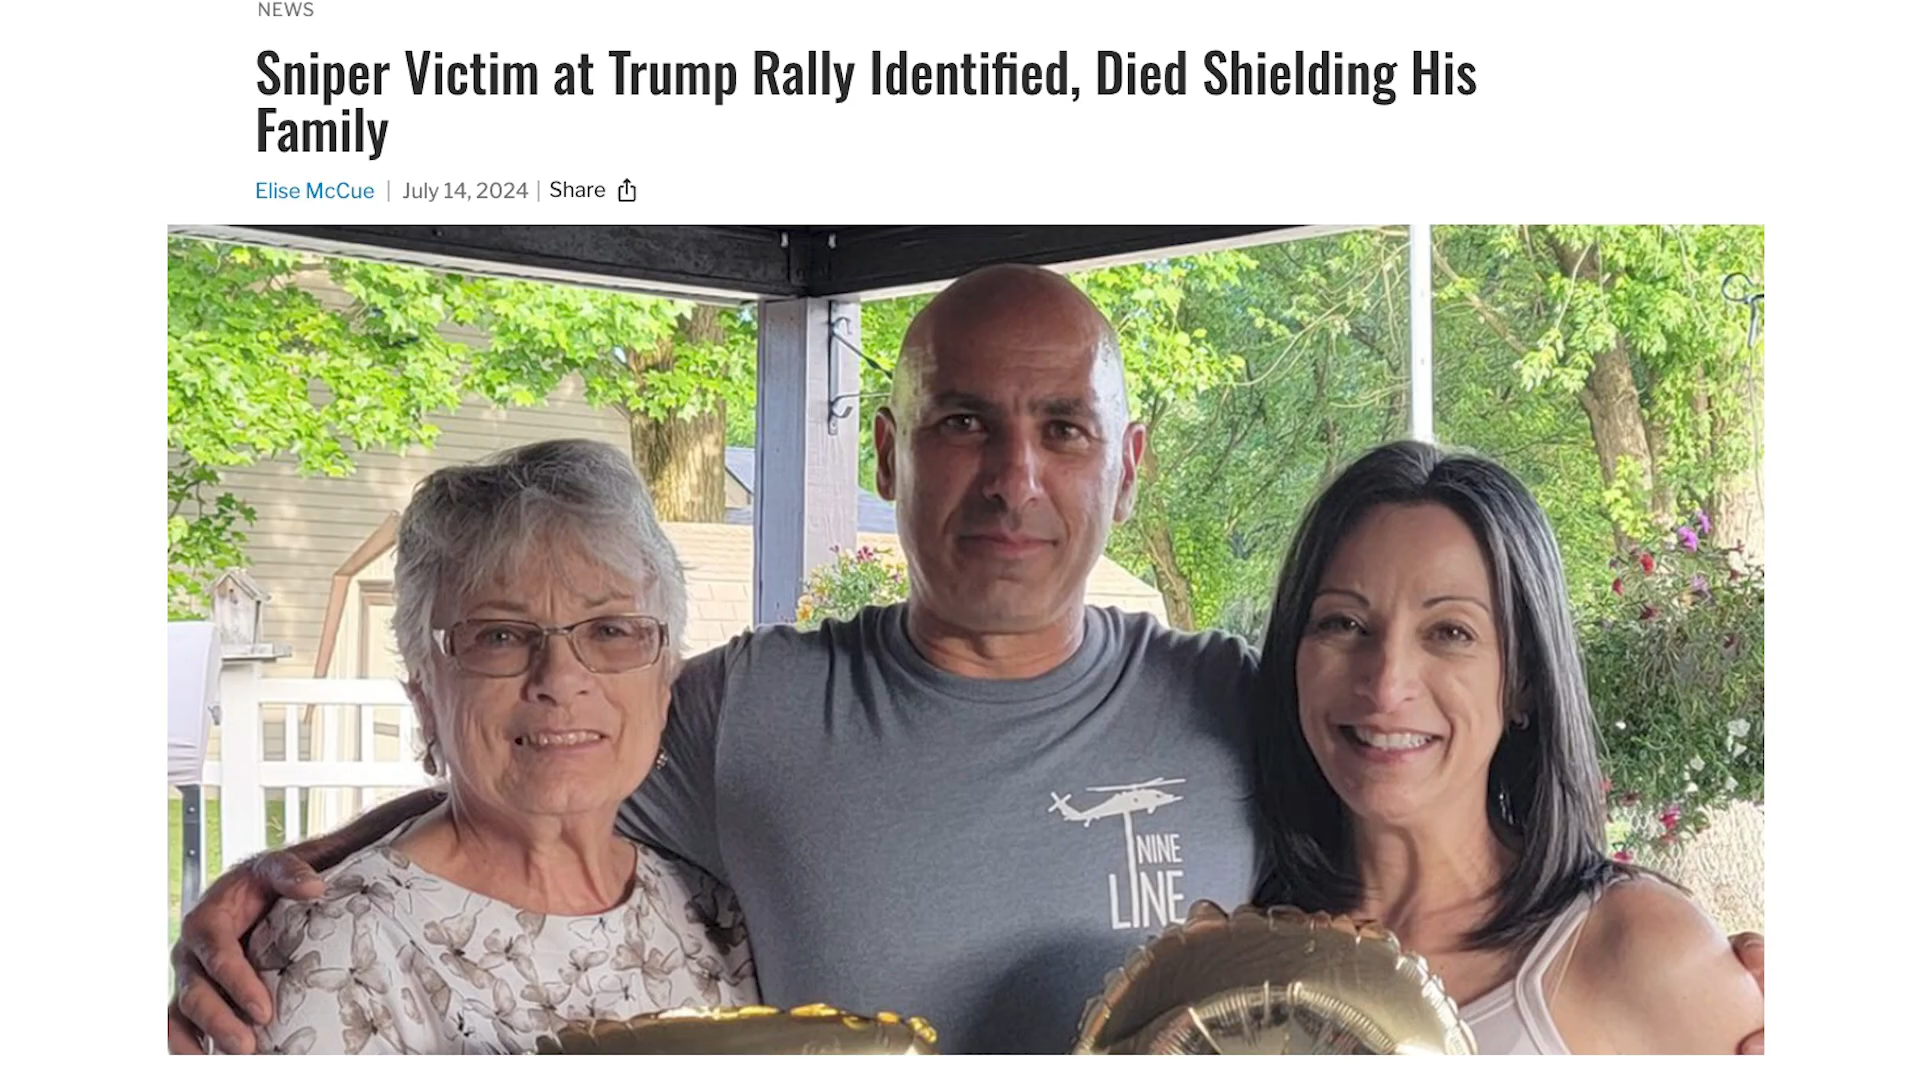 NEWS
Sniper Victim at Trump Rally Identified, Died Shielding His
Family
Elise McCue | July 14, 2024 | Share
NINE
LINE